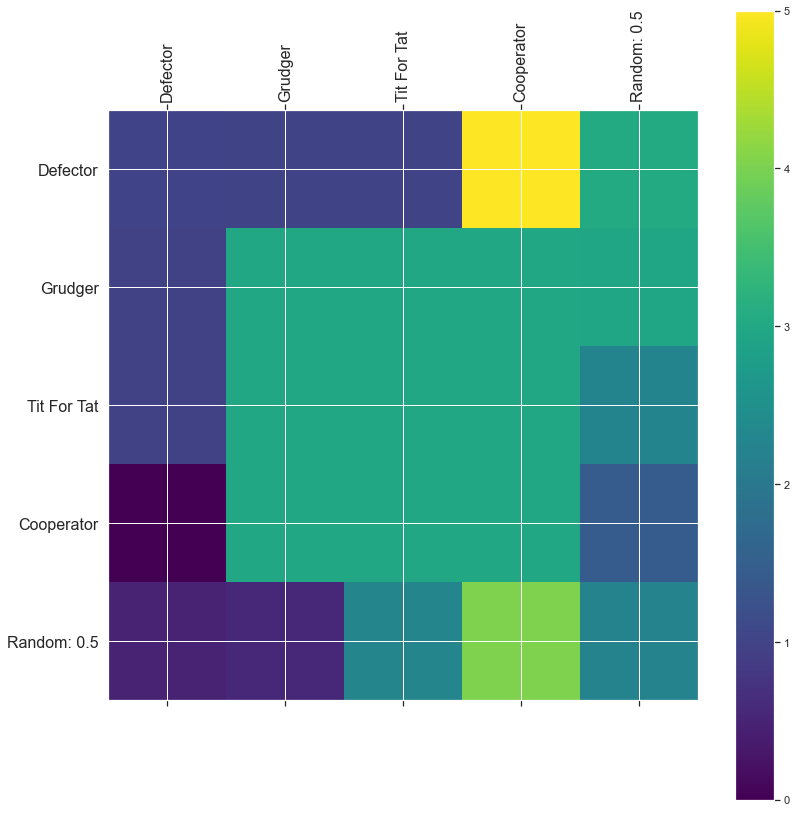 Defector
Grudger
Tit For Tat
Cooperator
Random: 0.5
Defector
Grudger
Tit For Tat
Cooperator
Random: 0.5
5
4
3
2
1
0